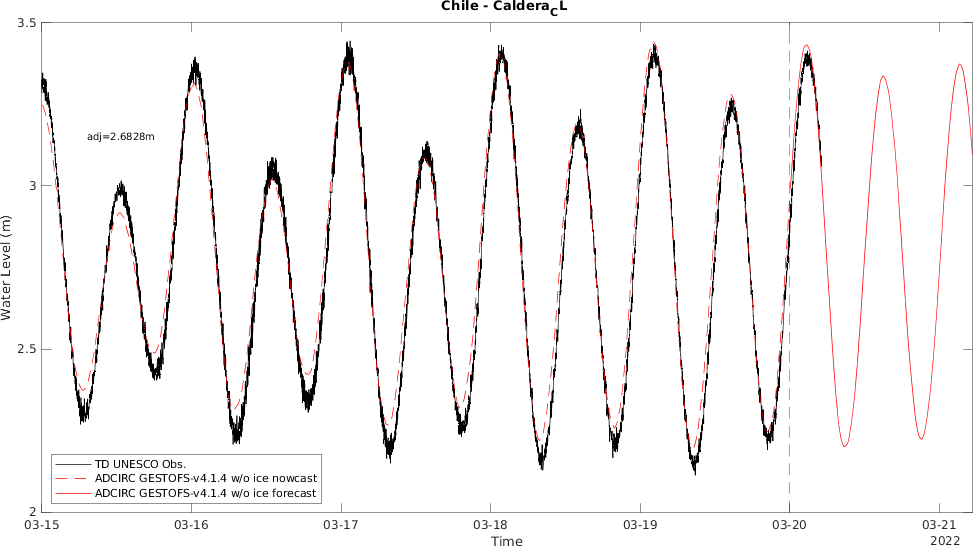 Chile - Caldera_CL
3.5
adj=2.6828m
3
Water Level (m)
2.5
TD UNESCO Obs.
ADCIRC GESTOFS-v4.1.4 w/o ice nowcast
ADCIRC GESTOFS-v4.1.4 w/o ice forecast
2
03-15 03-16 03-17 03-18 03-19 03-20 03-21
Time
2022